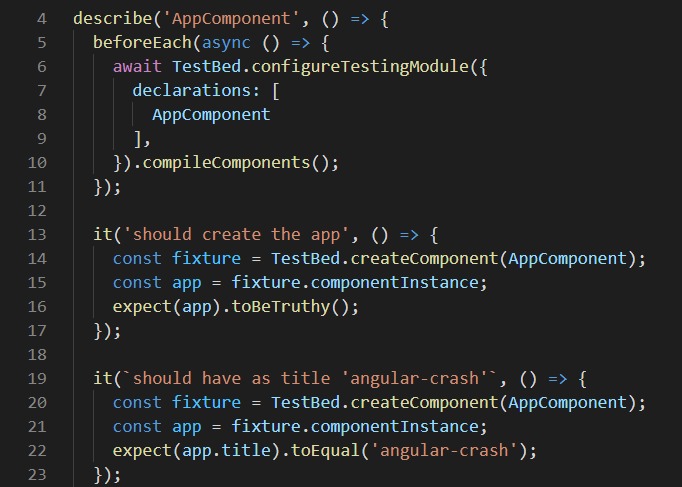 4 describe('AppComponent', () => {
5   beforeEach(async () => {
6     await TestBed.configureTestingModule({
7       declarations: [
8         AppComponent
9       ],
10     }).compileComponents();
11   });
12
13   it('should create the app', () => {
14     const fixture = TestBed.createComponent(AppComponent);
15     const app = fixture.componentInstance;
16     expect(app).toBeTruthy();
17   });
18
19   it(`should have as title 'angular-crash'`, () => {
20     const fixture = TestBed.createComponent(AppComponent);
21     const app = fixture.componentInstance;
22     expect(app.title).toEqual('angular-crash');
23   });